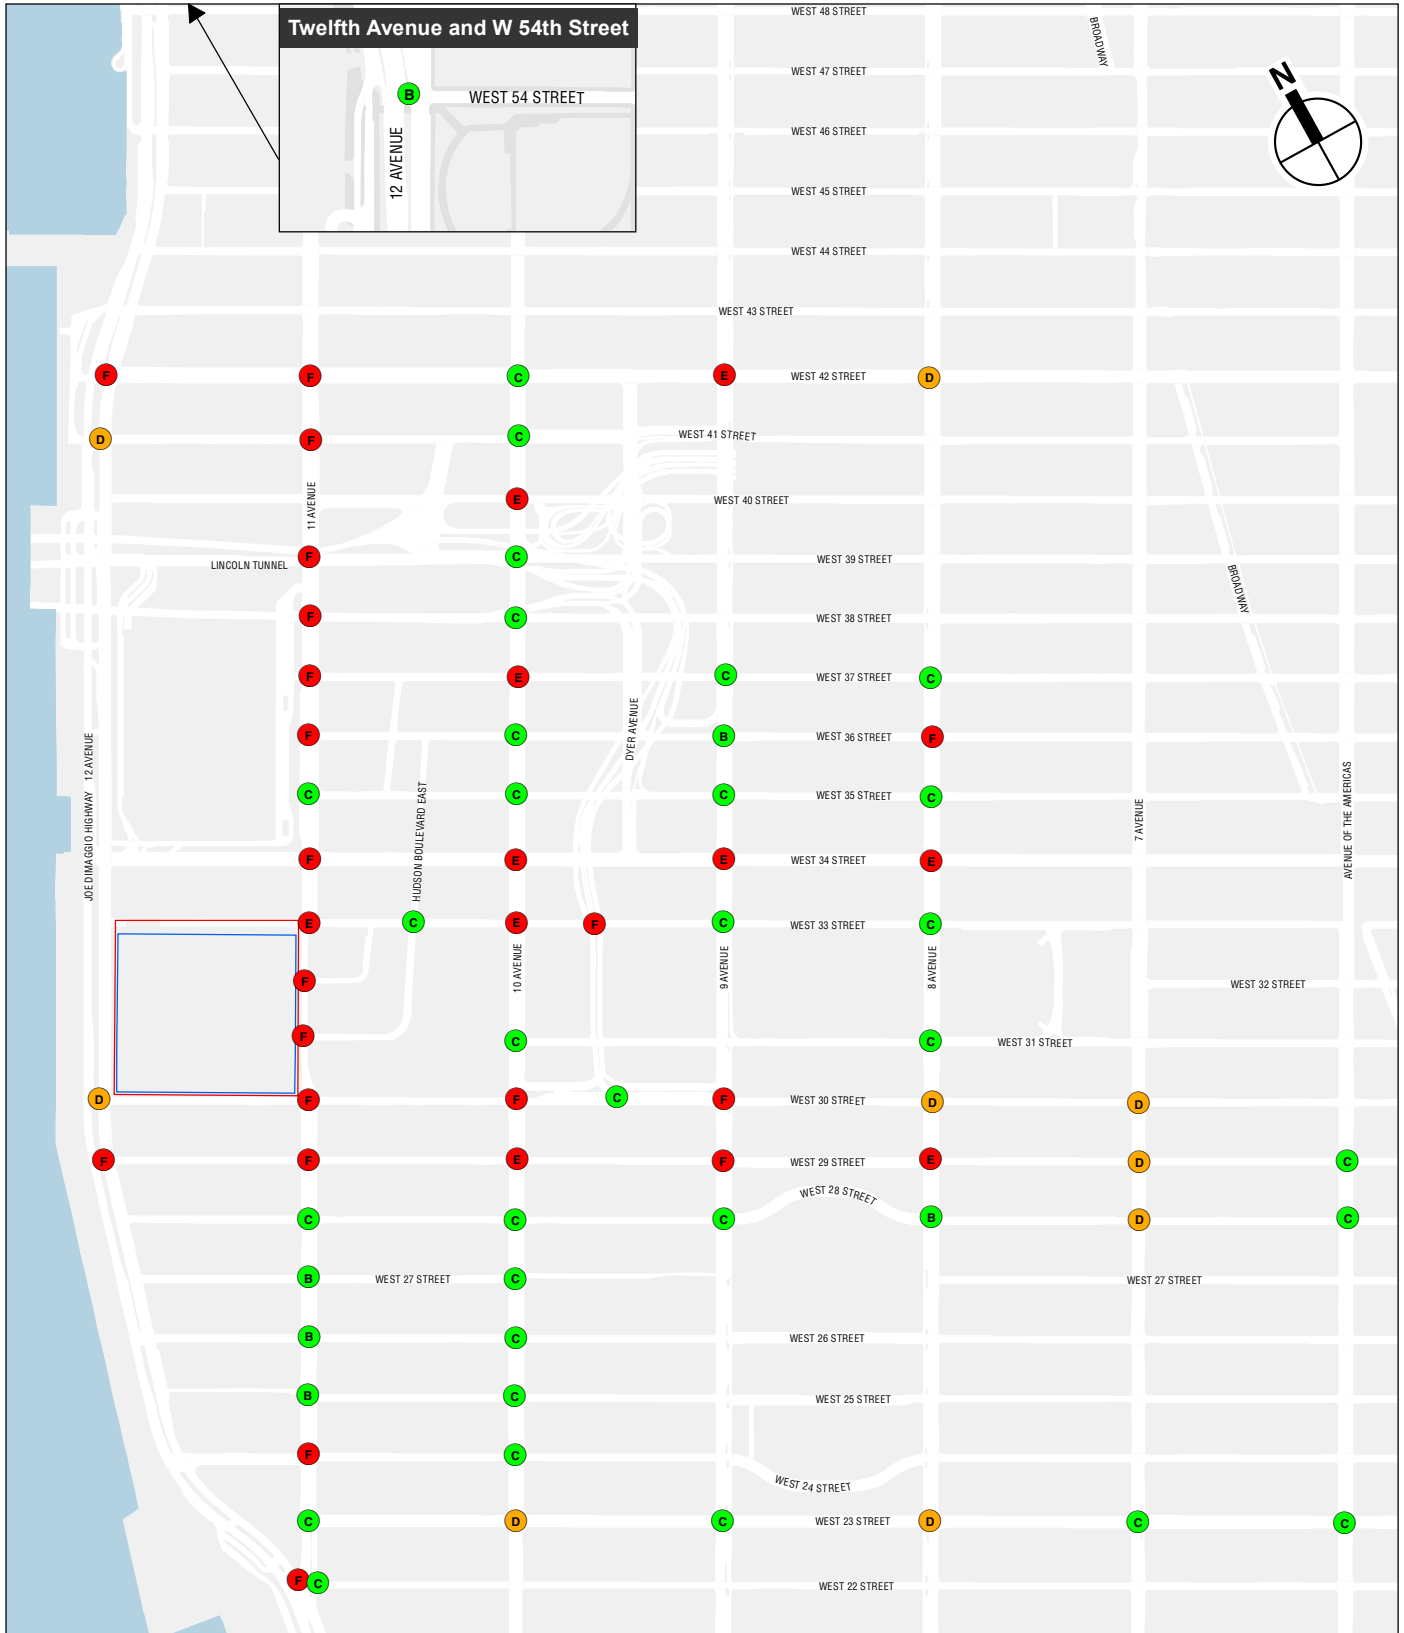 WEST 48 STREET
BROADWAY
Twelfth Avenue and W 54th Street
WEST 47 STREET
N
B
WEST 54 STREET
12 AVENUE
WEST 46 STREET
WEST 45 STREET
WEST 44 STREET
WEST 43 STREET
F
F
C
E
WEST 42 STREET
D
D
F
C
WEST 41 STREET
11 AVENUE
E
WEST 40 STREET
F
C
WEST 39 STREET
LINCOLN TUNNEL
BROADWAY
F
C
WEST 38 STREET
F
E
C
WEST 37 STREET
C
DYER AVENUE
F
C
B
WEST 36 STREET
F
JOE DIMAGGIO HIGHWAY 12 AVENUE
HUDSON BOULEVARD EAST
C
C
C
WEST 35 STREET
C
7 AVENUE
AVENUE OF THE AMERICAS
F
E
E
WEST 34 STREET
E
E
C
E
F
C
WEST 33 STREET
C
10 AVENUE
9 AVENUE
8 AVENUE
F
WEST 32 STREET
F
C
C
WEST 31 STREET
D
F
F
C
F
WEST 30 STREET
D
D
F
F
E
F
WEST 29 STREET
E
D
C
WEST 28 STREET
C
C
C
B
D
C
B
WEST 27 STREET
C
WEST 27 STREET
B
C
WEST 26 STREET
B
C
WEST 25 STREET
F
C
WEST 24 STREET
C
D
C
WEST 23 STREET
D
C
C
F
C
WEST 22 STREET